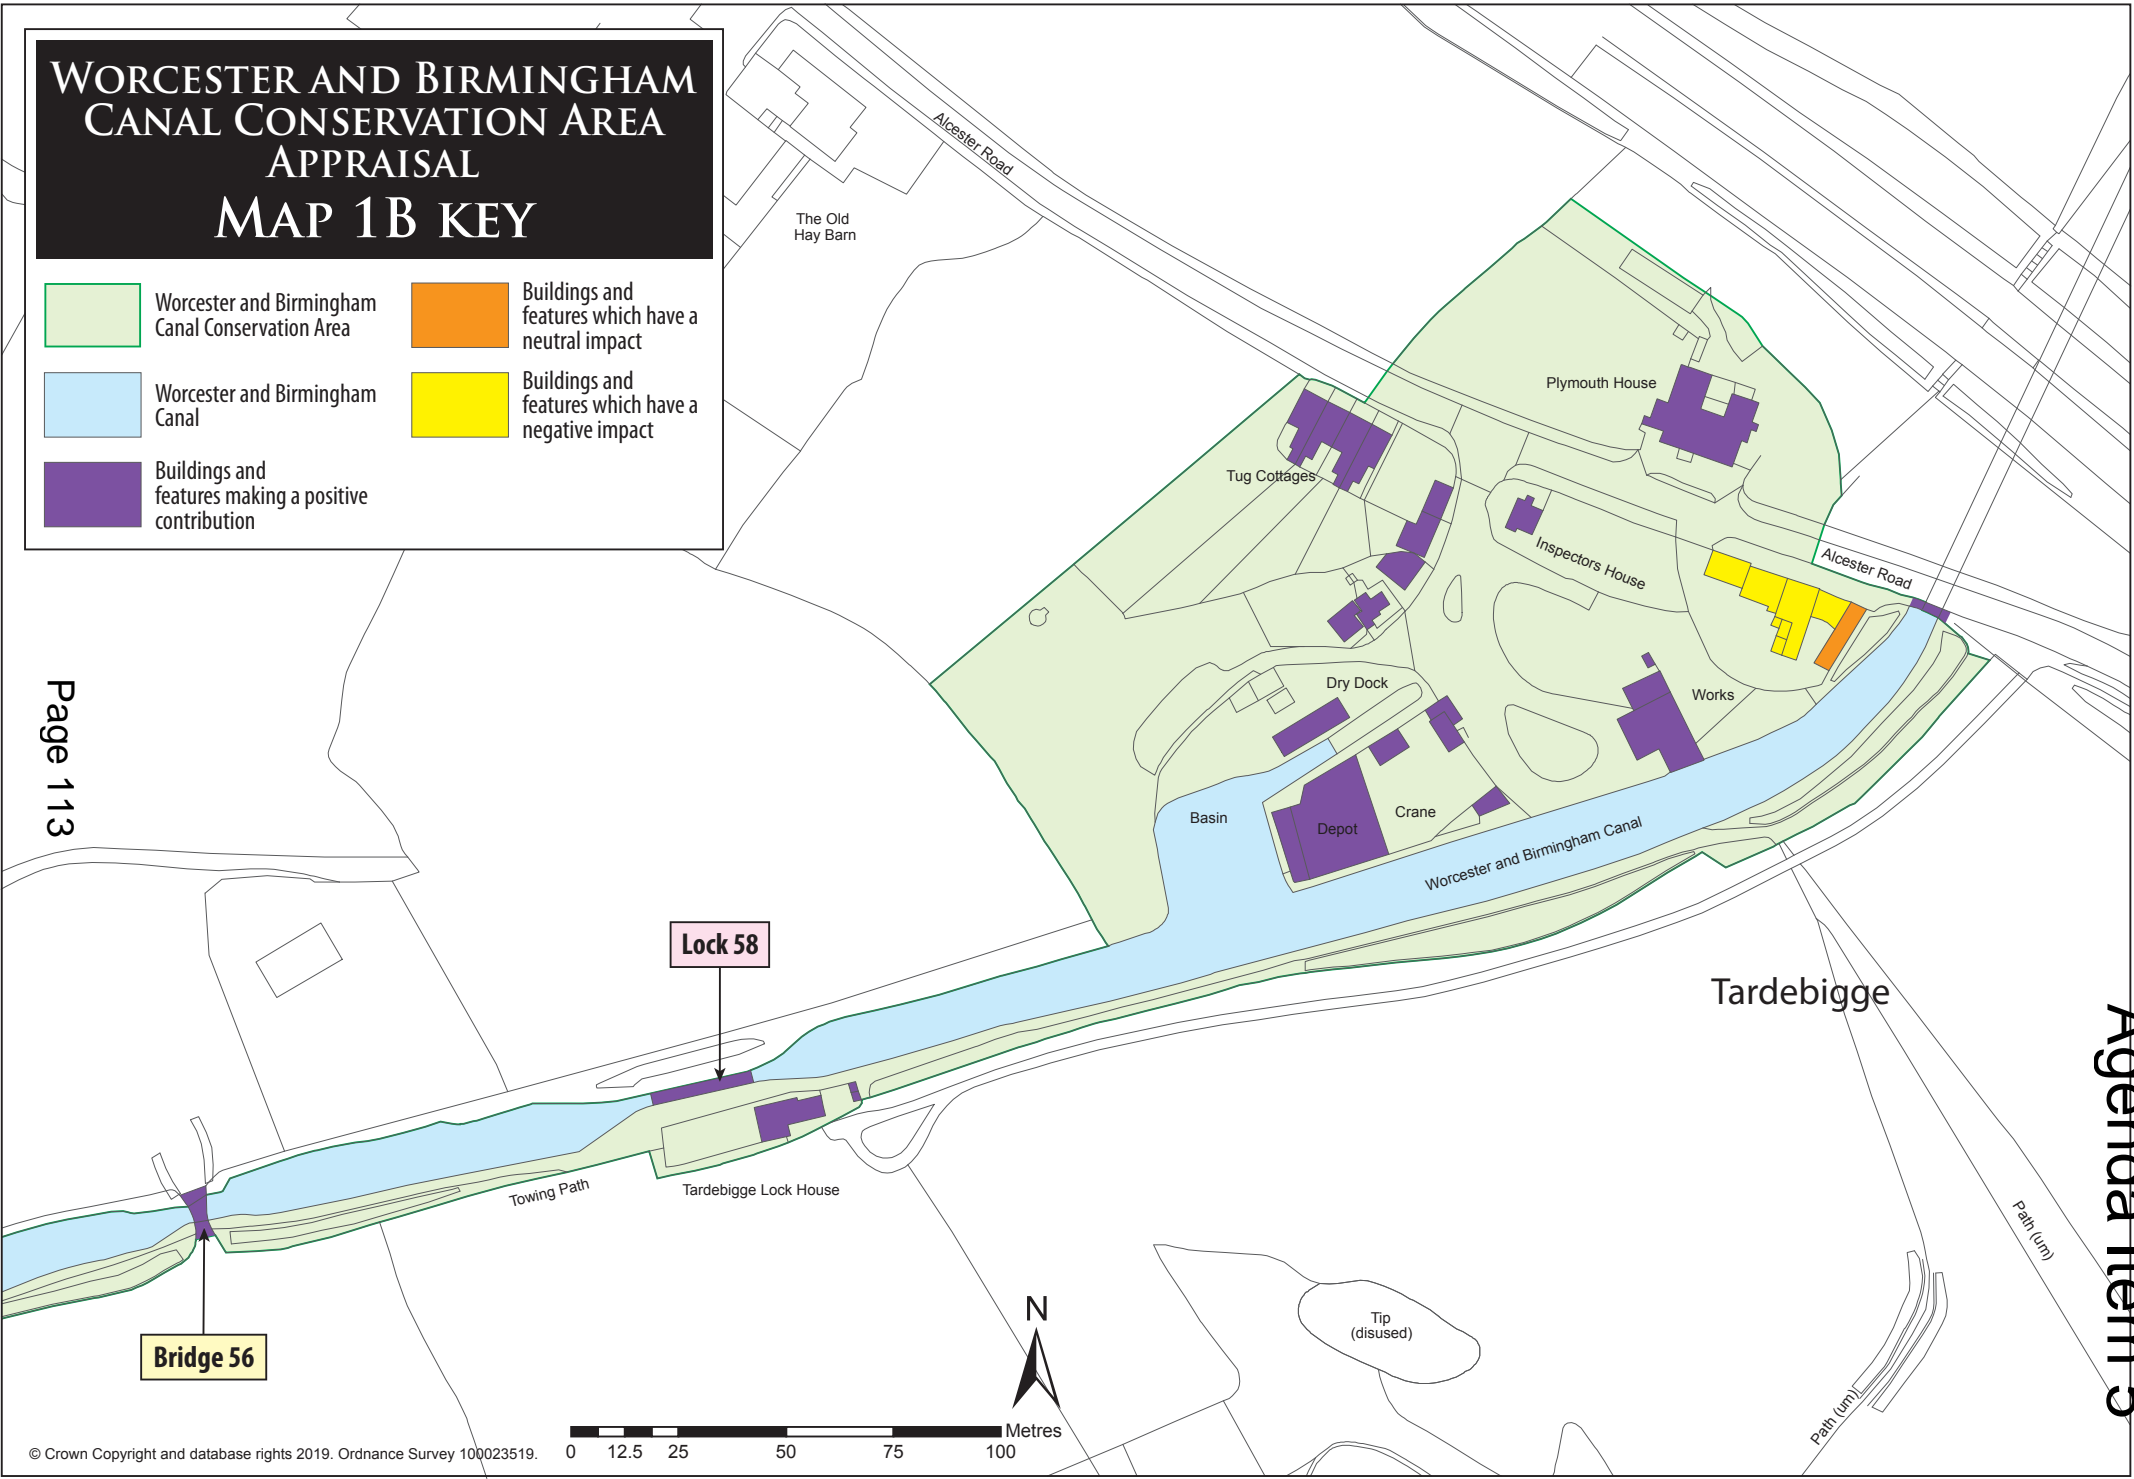 WORCESTER AND BIRMINGHAM
CANAL CONSERVATION AREA
APPRAISAL
MAP 1B KEY
Worcester and Birmingham
Canal Conservation Area
Worcester and Birmingham
Canal
Buildings and
features making a positive
contribution
Buildings and
features which have a
neutral impact
Buildings and
features which have a
negative impact
Alcester Road
The Old
Hay Barn
Plymouth House
Tug Cottages
Inspectors House
Alcester Road
Dry Dock
Works
Basin
Depot
Crane
Worcester and Birmingham Canal
Page 113
Lock 58
Tardebigge
Agenda Item 5
Towing Path
Tardebigge Lock House
Path (um)
Bridge 56
N
Tip
(disused)
Path (um)
Metres
0 12.5 25 50 75 100
© Crown Copyright and database rights 2019. Ordnance Survey 100023519.